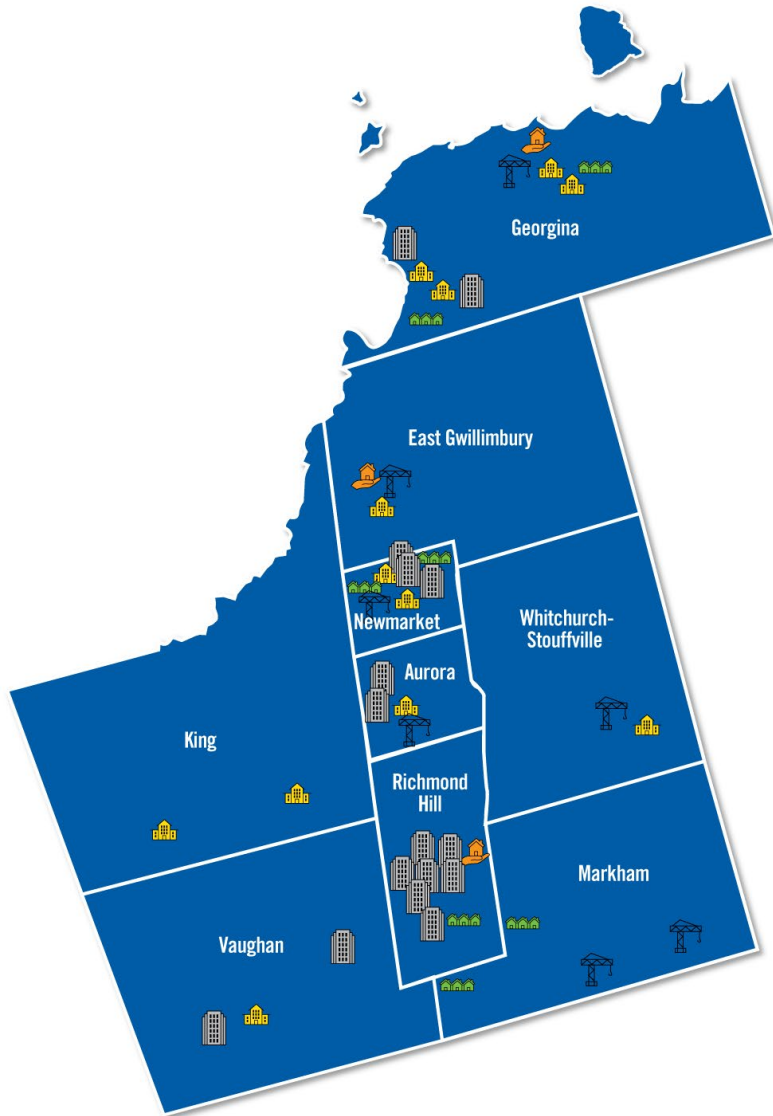 Georgina
East Gwillimbury
Newmarket
Whitchurch-
Stouffville
Aurora
King
Richmond
Hill
Markham
Vaughan